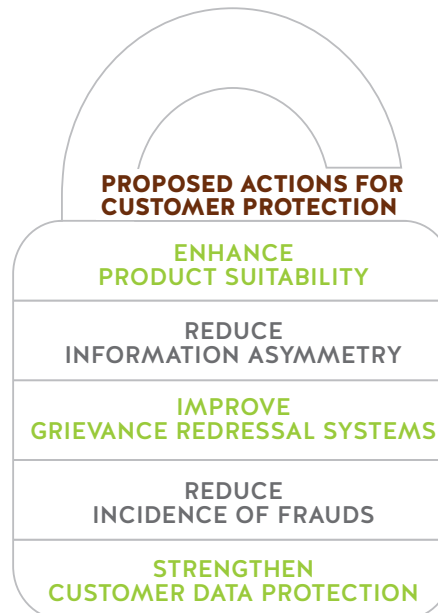 PROPOSED ACTIONS FOR
CUSTOMER PROTECTION
ENHANCE
PRODUCT SUITABILITY
REDUCE
INFORMATION ASYMMETRY
IMPROVE
GRIEVANCE REDRESSAL SYSTEMS
REDUCE
INCIDENCE OF FRAUDS
STRENGTHEN
CUSTOMER DATA PROTECTION